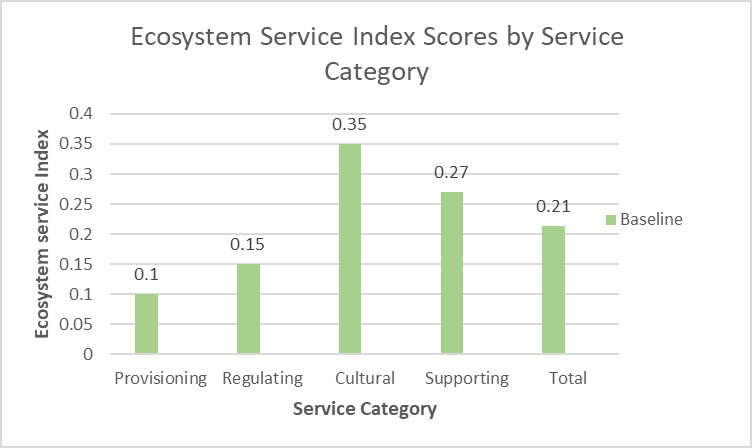 Ecosystem Service Index Scores by Service
Category
Ecosystem service Index
0.4
0.35
0.3
0.25
0.2
0.15
0.1
0.05
0
0.1
0.15
0.35
0.27
0.21
Baseline
Provisioning
Regulating
Cultural
Supporting
Total
Service Category